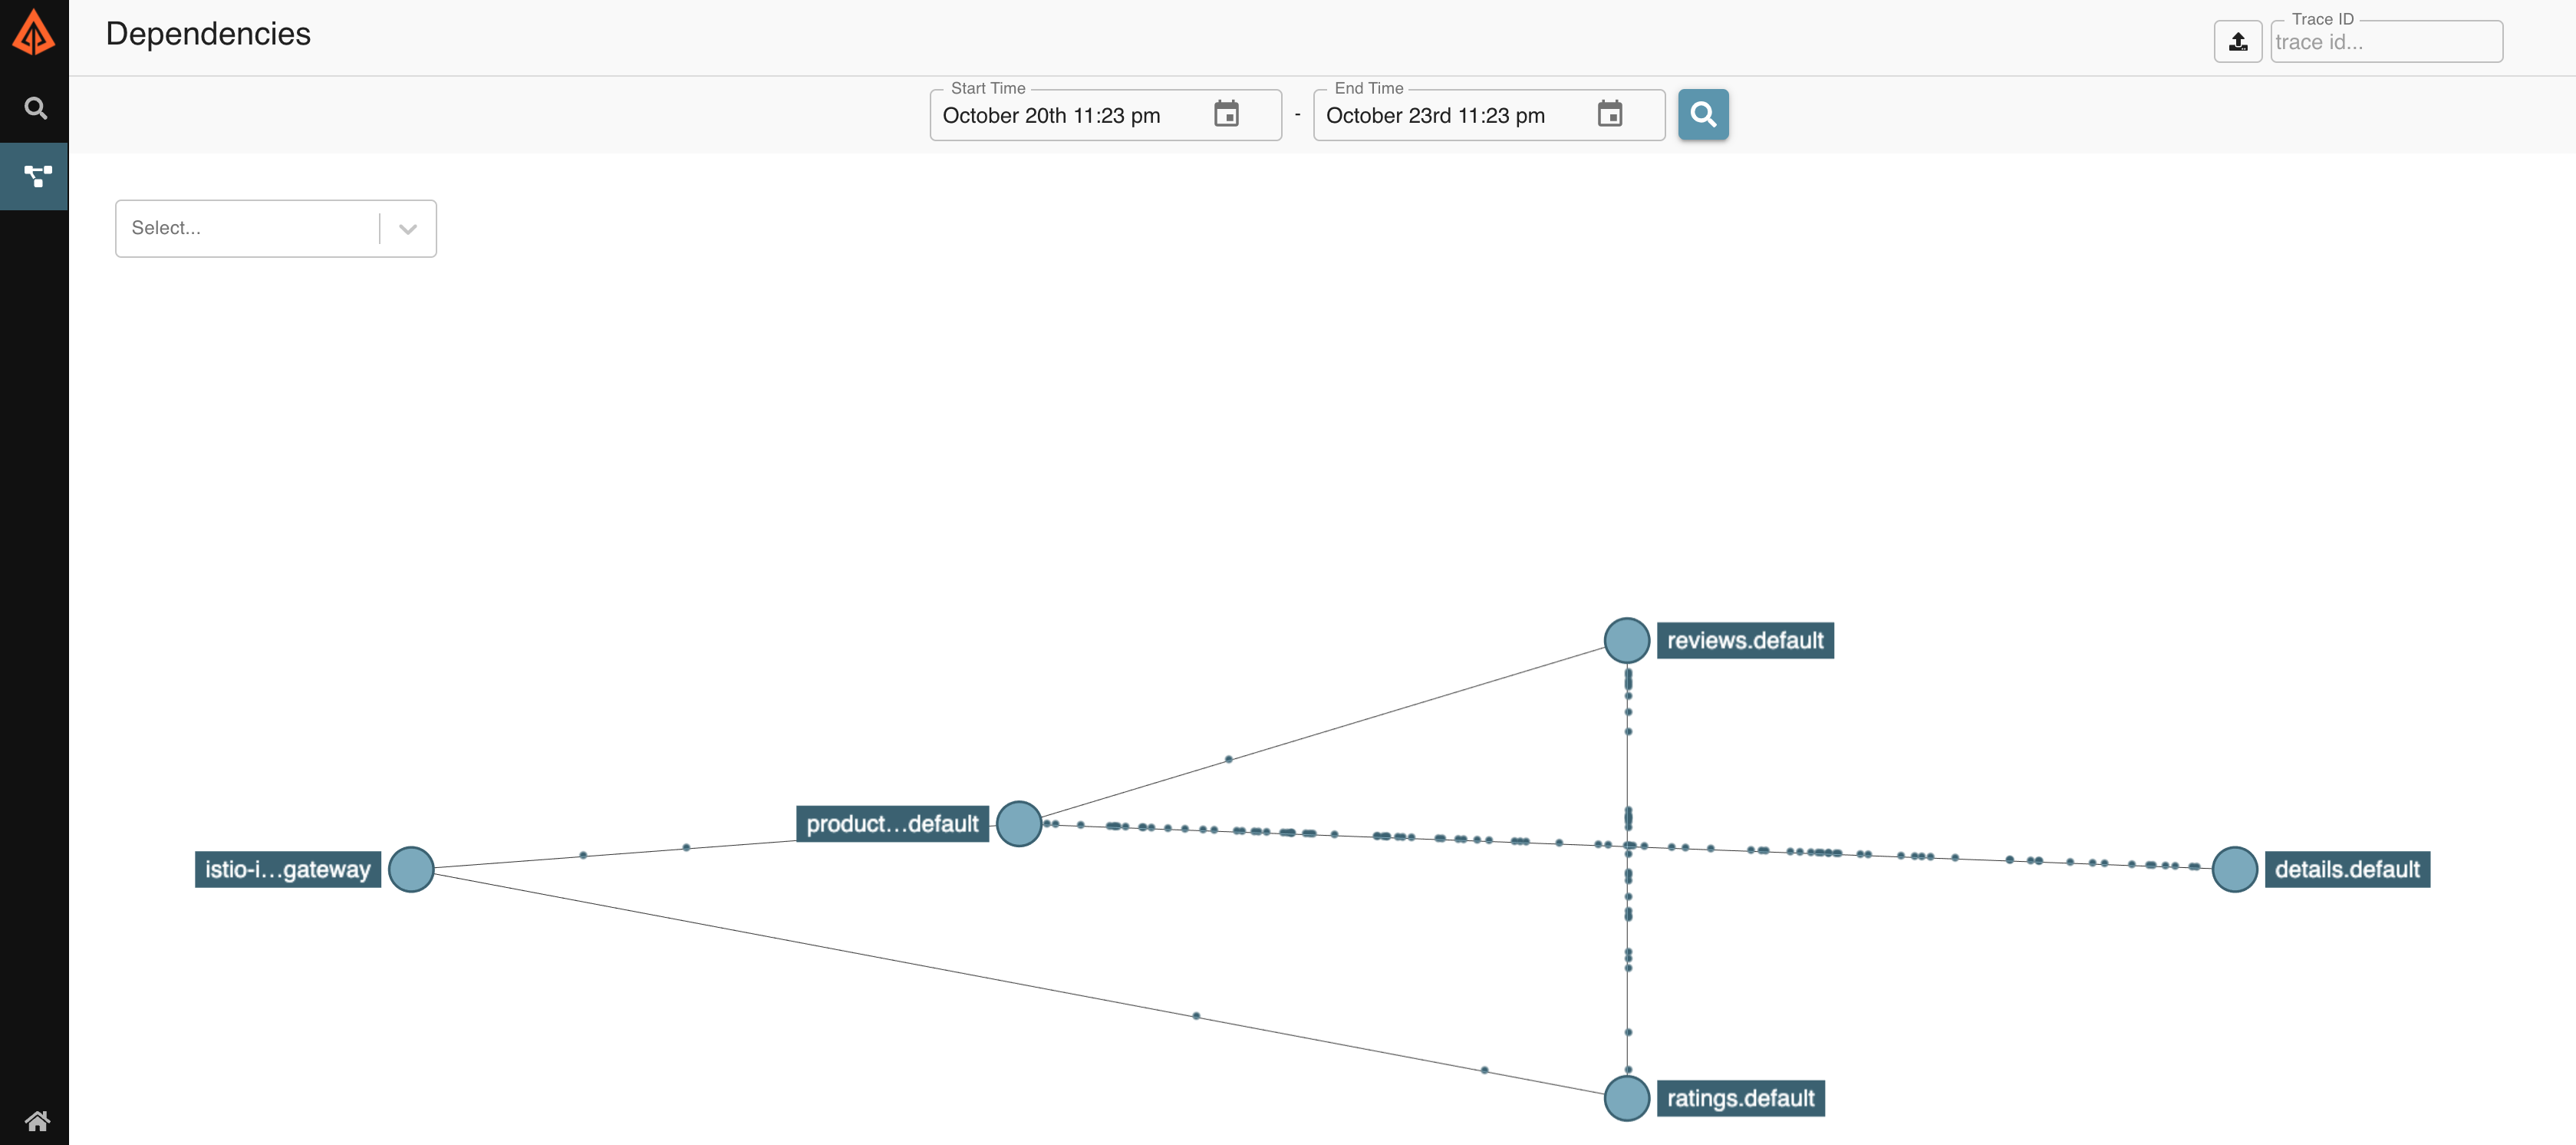 Dependencies
Trace ID
trace id...
Start Time
October 20th 11:23 pm
-
End Time
October 23rd 11:23 pm
Select...
reviews.default
product...default
istio-i...gateway
details.default
ratings.default